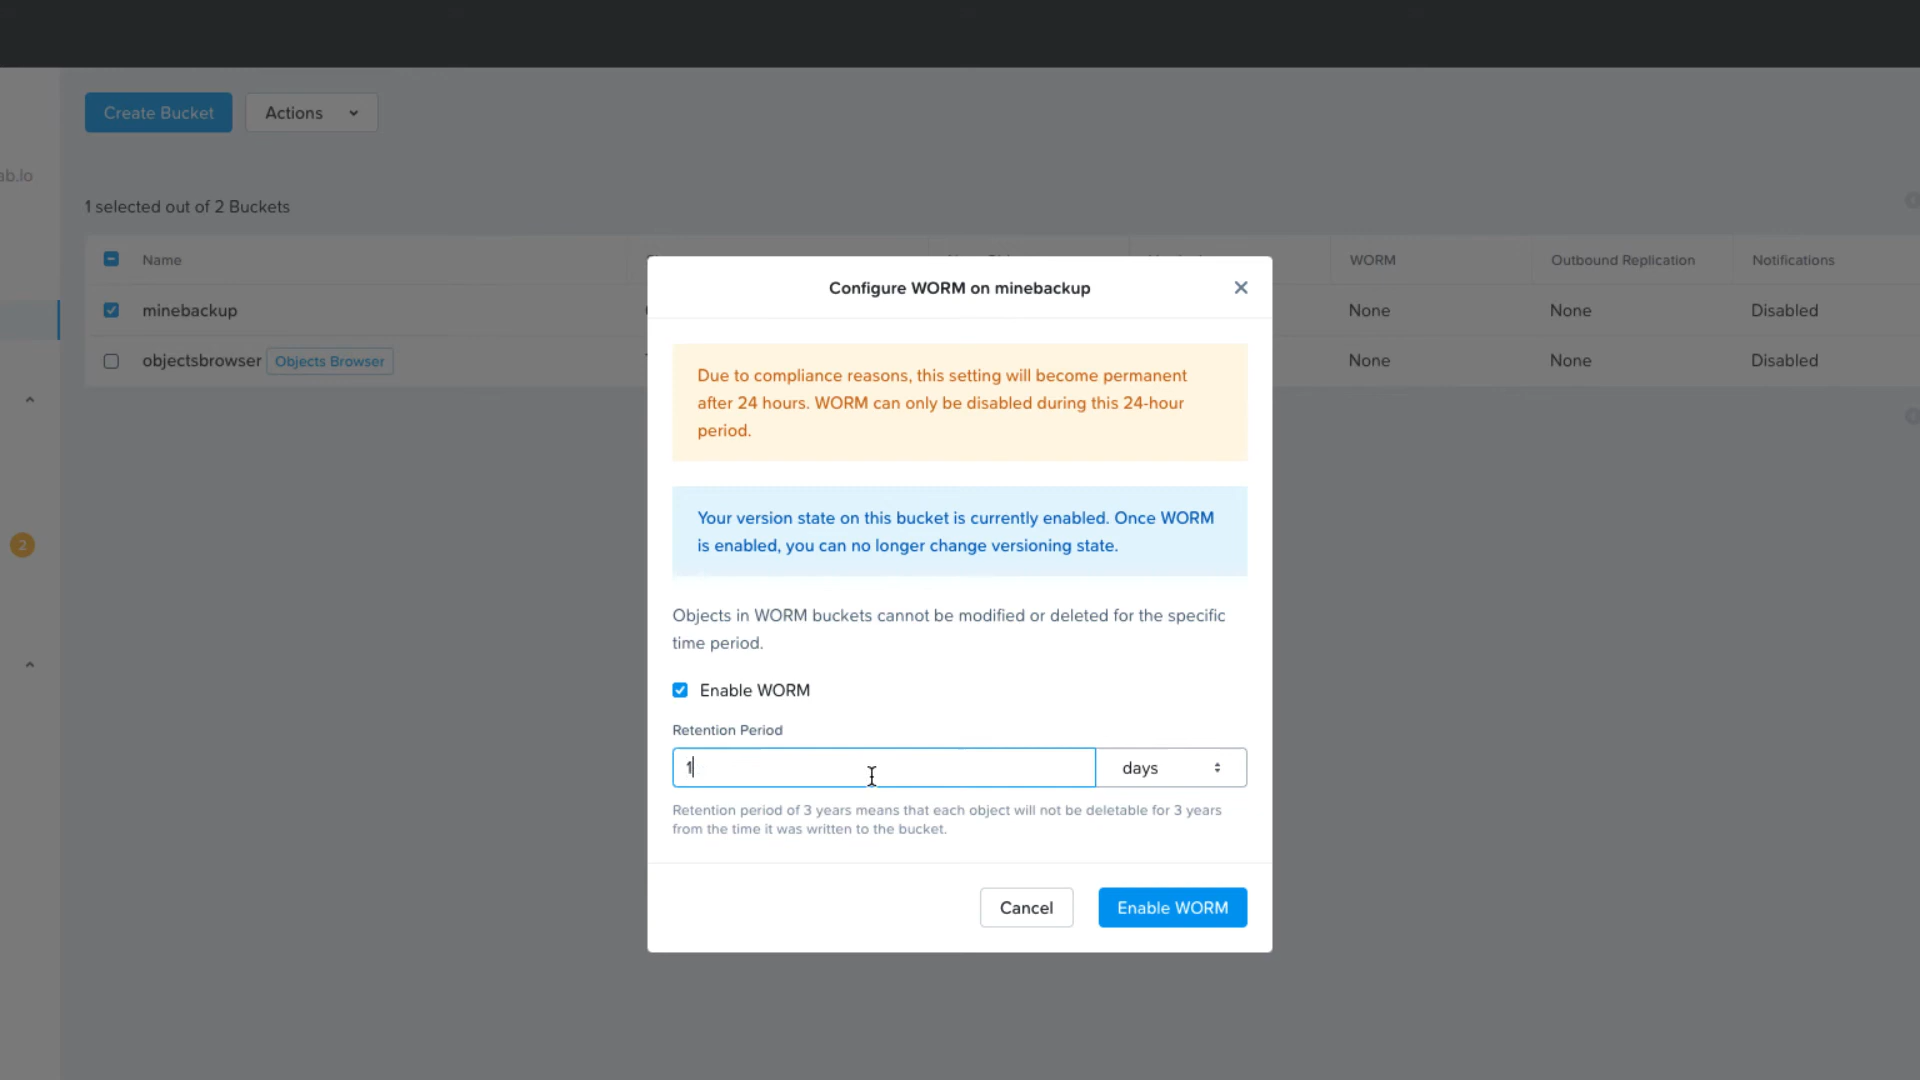 Create Bucket
Actions
ab.io
1 selected out of 2 Buckets
Name
WORM
Outbound Replication
Notifications
minebackup
None
None
Disabled
objectsbrowser
Objects Browser
None
None
Disabled
2
Configure WORM on minebackup
Due to compliance reasons, this setting will become permanent
after 24 hours. WORM can only be disabled during this 24-hour
period.
Your version state on this bucket is currently enabled. Once WORM
is enabled, you can no longer change versioning state.
Objects in WORM buckets cannot be modified or deleted for the specific
time period.
Enable WORM
Retention Period
1
days
Retention period of 3 years means that each object will not be deletable for 3 years
from the time it was written to the bucket.
Cancel
Enable WORM